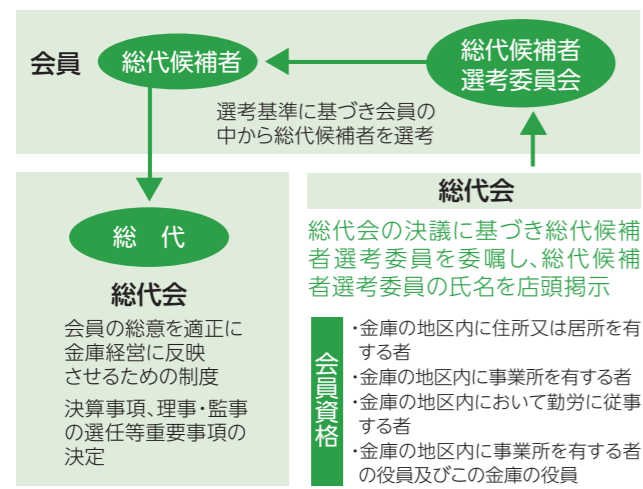 会員
総代候補者
総代候補者
選考委員会
選考基準に基づき会員の
中から総代候補者を選考
総 代
総代会
会員の総意を適正に
金庫経営に反映
させるための制度
決算事項、理事・監事
の選任等重要事項の
決定
総代会
総代会の決議に基づき総代候補
者選考委員を委嘱し、総代候補
者選考委員の氏名を店頭掲示
会員資格
・金庫の地区内に住所又は居所を有
する者
・金庫の地区内に事業所を有する者
・金庫の地区内において勤労に従事
する者
・金庫の地区内に事業所を有する者
の役員及びこの金庫の役員